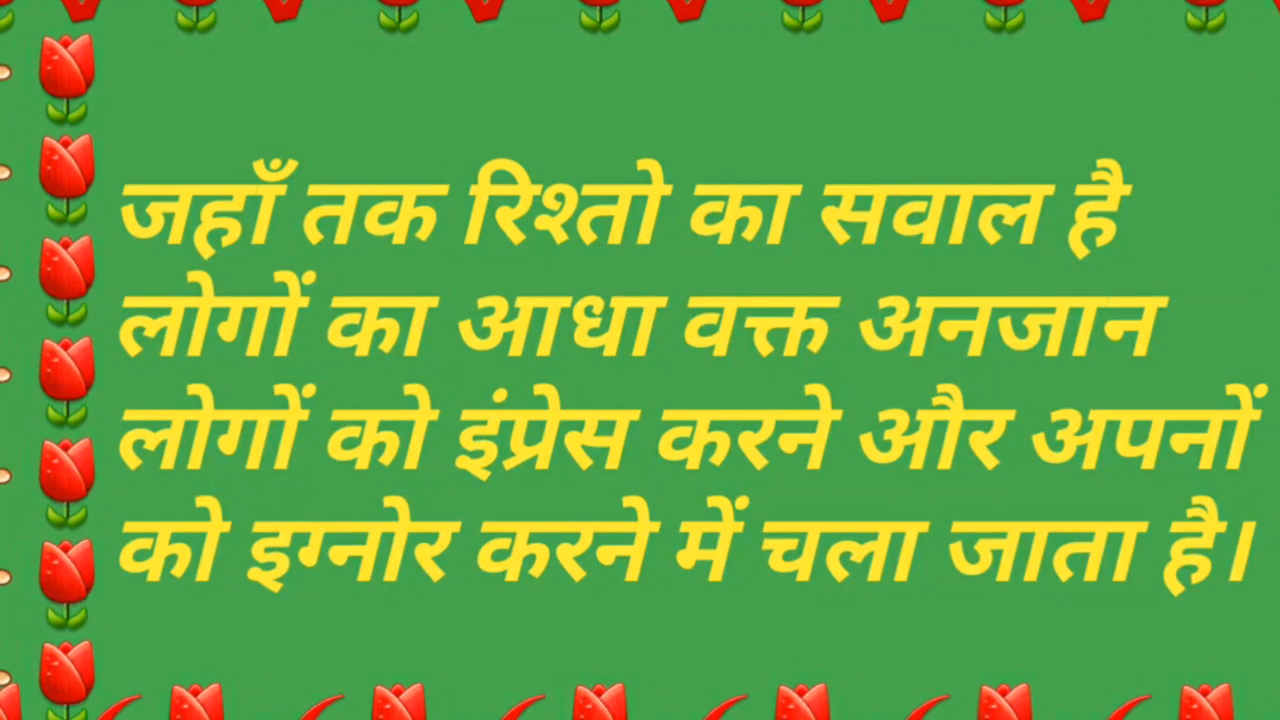 जहाँ तक रिश्तो का सवाल है
लोगों का आधा वक्त अनजान
लोगों को इंप्रेस करने और अपनों
को इग्नोर करने में चला जाता है।